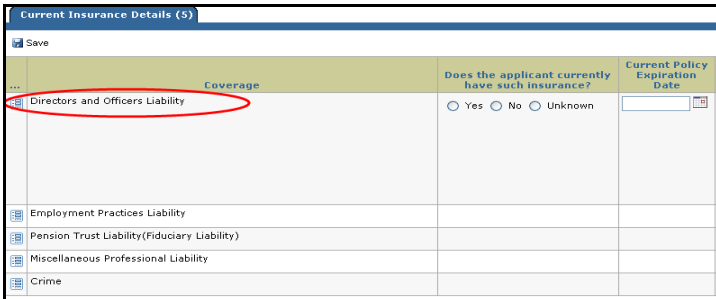 Current Insurance Details (5)
Save
... Coverage Does the applicant currently have such insurance? Current Policy Expiration Date
Directors and Officers Liability Yes No Unknown
Employment Practices Liability
Pension Trust Liability(Fiduciary Liability)
Miscellaneous Professional Liability
Crime